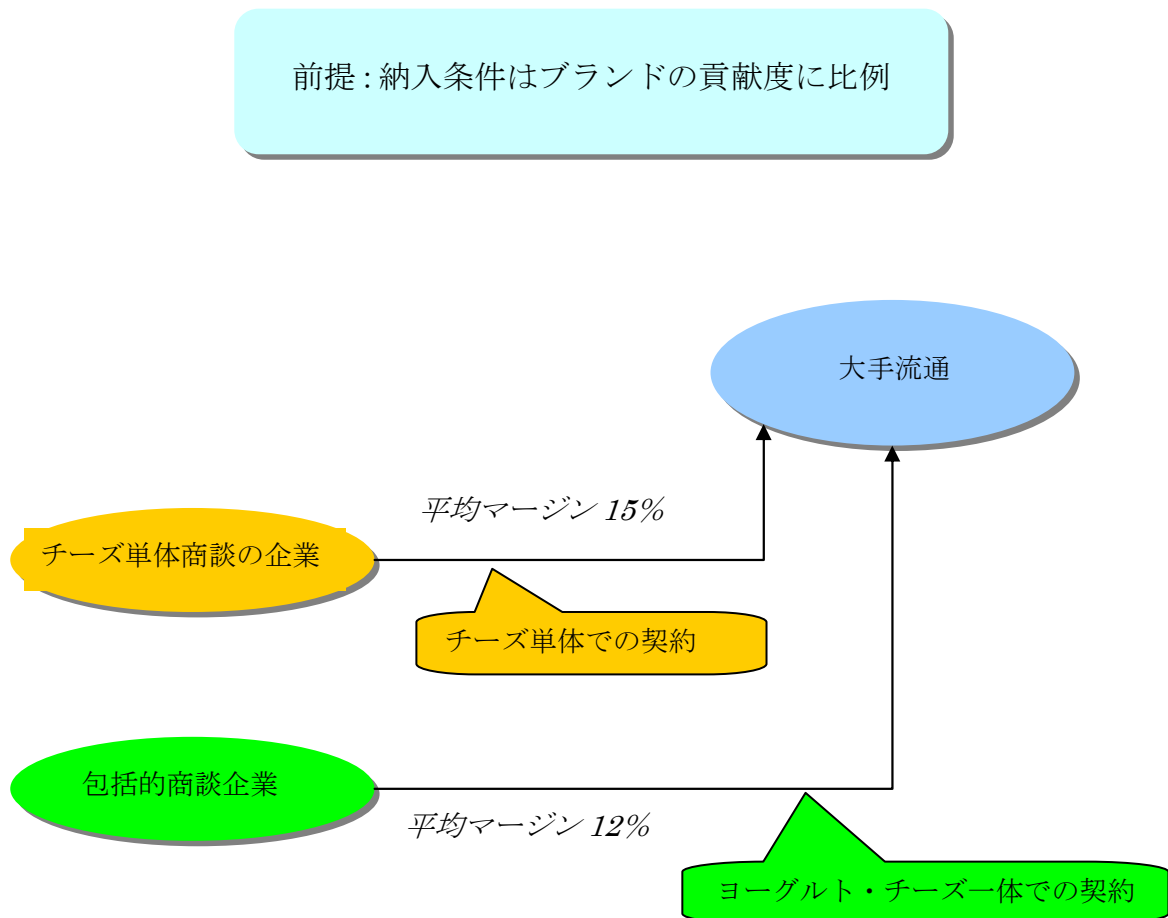 前提：納入条件はブランドの貢献度に比例
大手流通
平均マージン 15%
チーズ単体商談の企業
チーズ単体での契約
包括的商談企業
平均マージン 12%
ヨーグルト・チーズ一体での契約